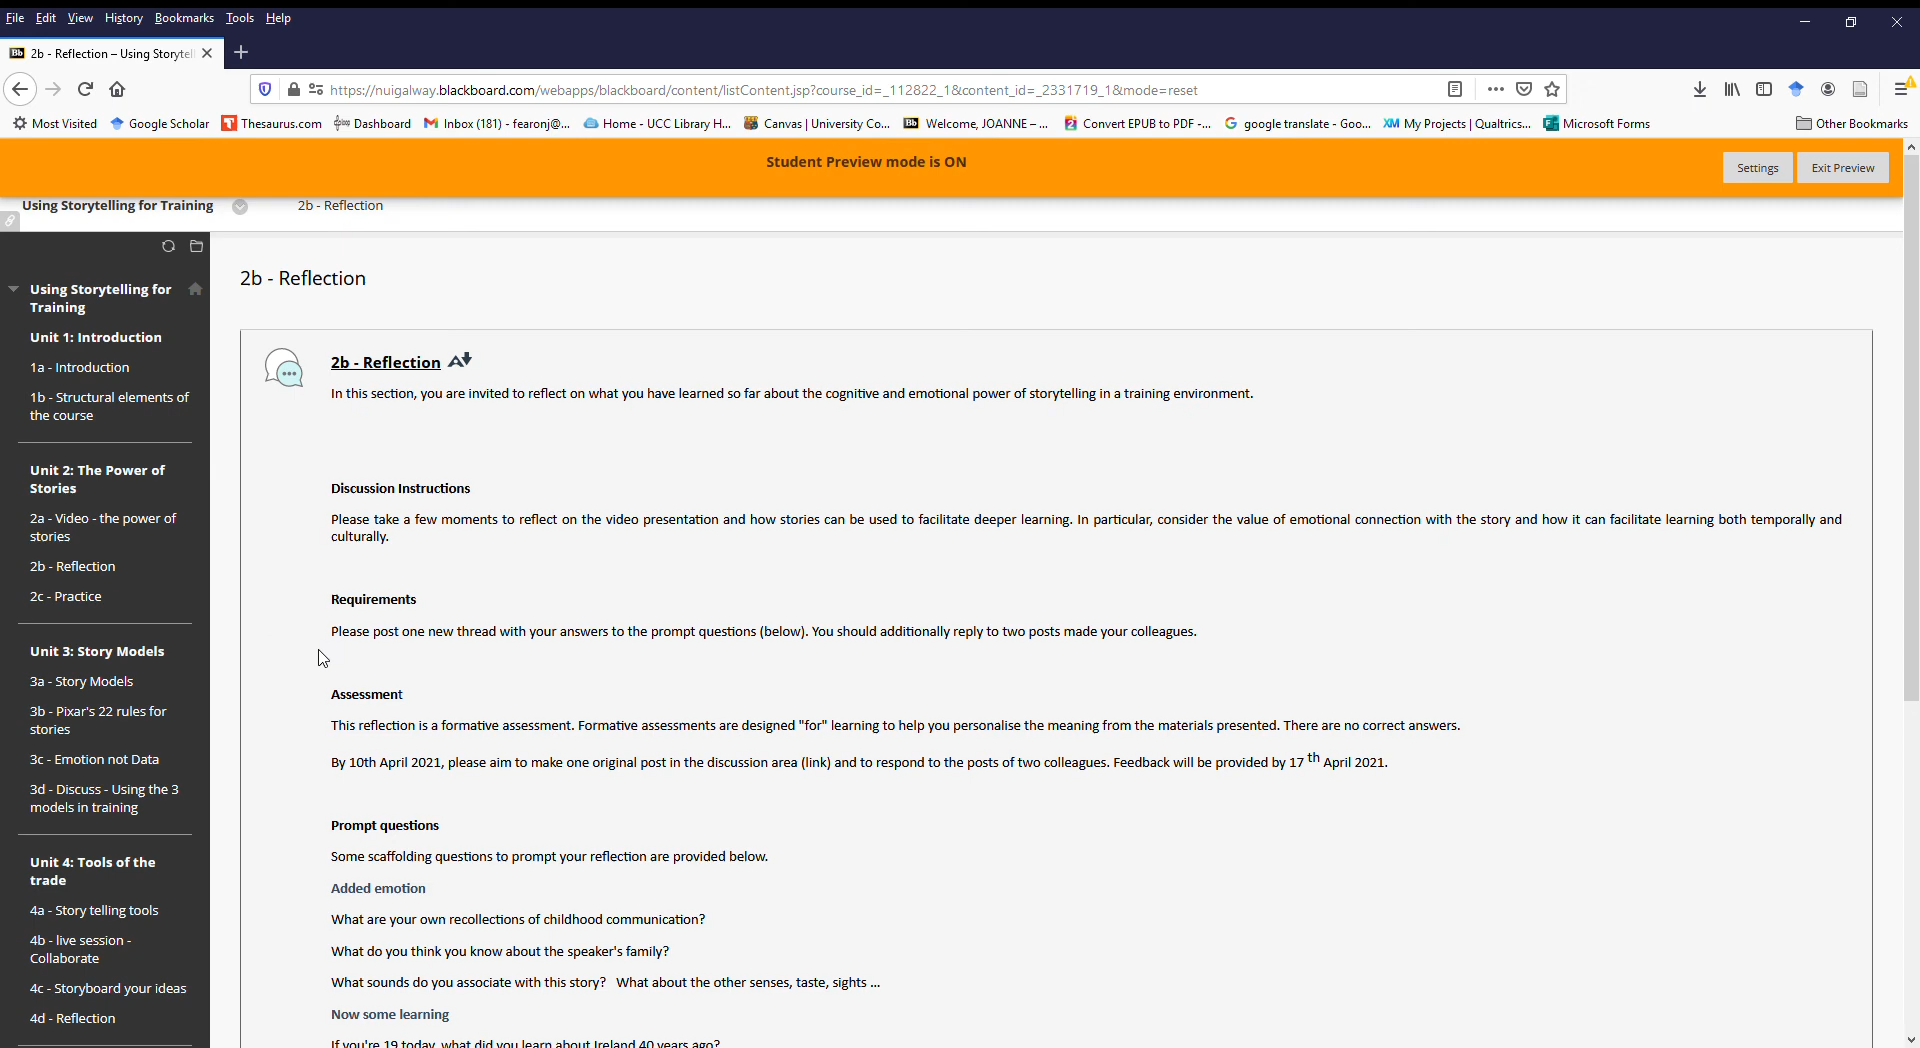 File Edit View History Bookmarks Tools Help
2b - Reflection – Using Storytel
https://nuigalway.blackboard.com/webapps/blackboard/content/listContent.jsp?course_id=_112822_1&content_id=_2331719_1&mode=reset
Most Visited Google Scholar Thesaurus.com Dashboard Inbox (181) - fearonj@... Home - UCC Library H... Canvas | University Co... Welcome, JOANNE – ... Convert EPUB to PDF -... google translate - Goo... My Projects | Qualtrics... Microsoft Forms Other Bookmarks
Student Preview mode is ON
Settings Exit Preview
Using Storytelling for Training 2b - Reflection
Using Storytelling for
Training
Unit 1: Introduction
1a - Introduction
1b - Structural elements of
the course
Unit 2: The Power of
Stories
2a - Video - the power of
stories
2b - Reflection
2c - Practice
Unit 3: Story Models
3a - Story Models
3b - Pixar's 22 rules for
stories
3c - Emotion not Data
3d - Discuss - Using the 3
models in training
Unit 4: Tools of the
trade
4a - Story telling tools
4b - live session -
Collaborate
4c - Storyboard your ideas
4d - Reflection
2b - Reflection
2b - Reflection
In this section, you are invited to reflect on what you have learned so far about the cognitive and emotional power of storytelling in a training environment.
Discussion Instructions
Please take a few moments to reflect on the video presentation and how stories can be used to facilitate deeper learning. In particular, consider the value of emotional connection with the story and how it can facilitate learning both temporally and
culturally.
Requirements
Please post one new thread with your answers to the prompt questions (below). You should additionally reply to two posts made your colleagues.
Assessment
This reflection is a formative assessment. Formative assessments are designed "for" learning to help you personalise the meaning from the materials presented. There are no correct answers.
By 10th April 2021, please aim to make one original post in the discussion area (link) and to respond to the posts of two colleagues. Feedback will be provided by 17 th April 2021.
Prompt questions
Some scaffolding questions to prompt your reflection are provided below.
Added emotion
What are your own recollections of childhood communication?
What do you think you know about the speaker's family?
What sounds do you associate with this story? What about the other senses, taste, sights ...
Now some learning
If you're 19 today, what did you learn about Ireland 40 years ago?